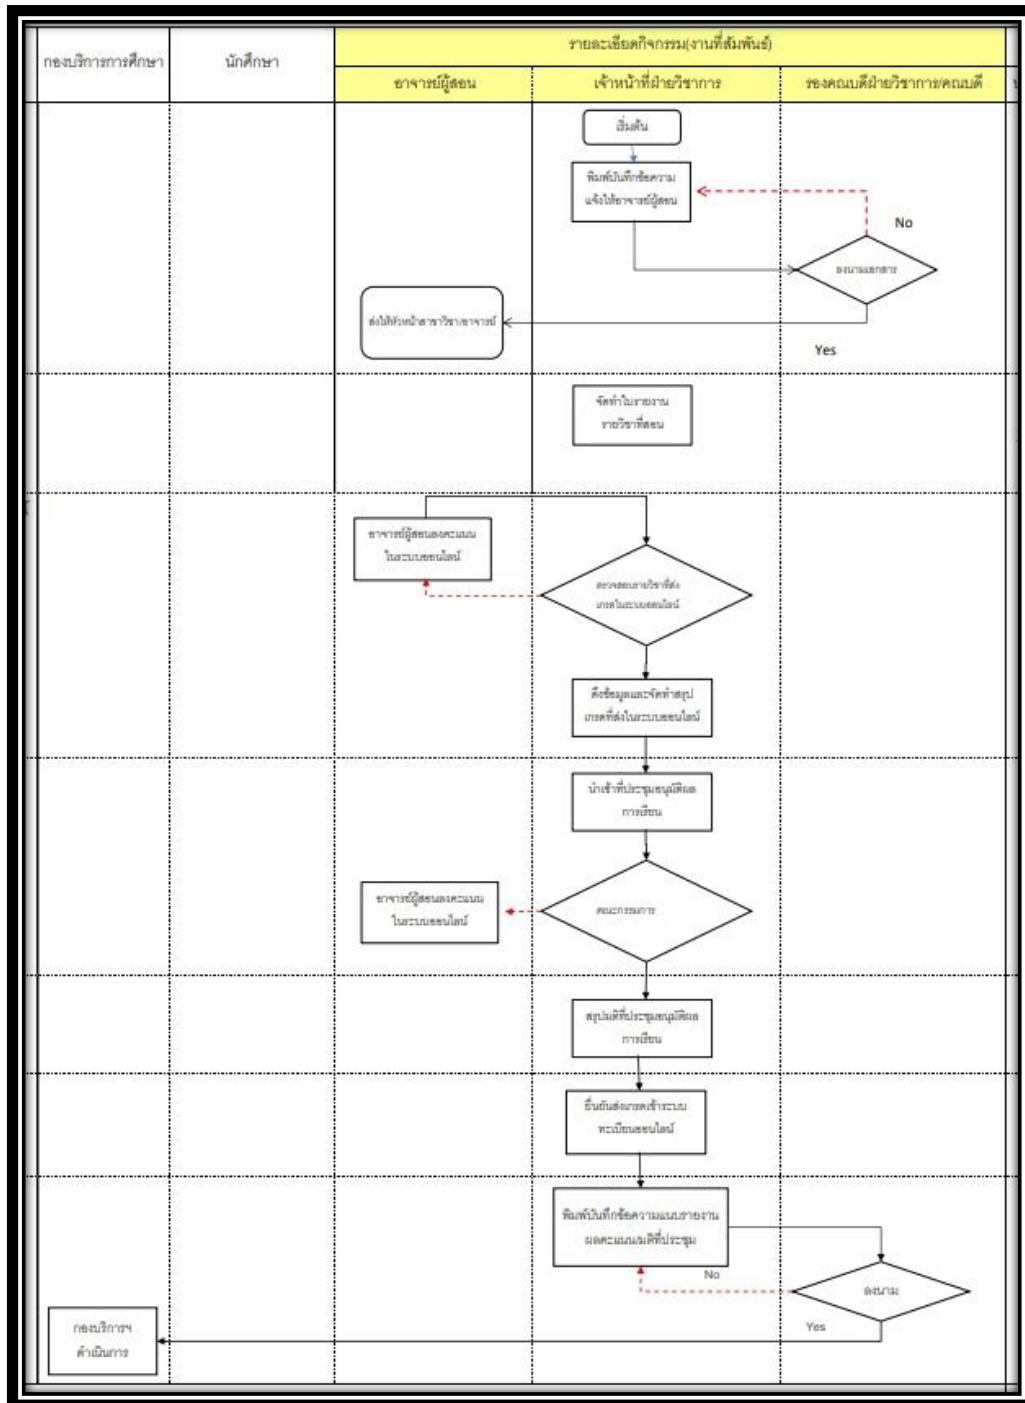 รายละเอียดกิจกรรม(งานที่สัมพันธ์)
กองบริการการศึกษา
นักศึกษา
อาจารย์ผู้สอน
เจ้าหน้าที่ฝ่ายวิชาการ
รองคณบดีฝ่ายวิชาการ/คณบดี
เริ่มต้น
พิมพ์บันทึกข้อความ
แจ้งให้อาจารย์ผู้สอน
No
ลงนามเอกสาร
ส่งให้หัวหน้าสาขาวิชา/อาจารย์
Yes
จัดทำใบรายงาน
รายวิชาที่สอน
อาจารย์ผู้สอนลงคะแนน
ในระบบออนไลน์
ตรวจสอบรายวิชาที่ส่ง
เกรดในระบบออนไลน์
ดึงข้อมูลและจัดทำสรุป
เกรดที่ส่งในระบบออนไลน์
นำเข้าที่ประชุมอนุมัติผล
การเรียน
อาจารย์ผู้สอนลงคะแนน
ในระบบออนไลน์
คณะกรรมการ
สรุปมติที่ประชุมอนุมัติผล
การเรียน
ยืนยันส่งเกรดเข้าระบบ
ทะเบียนออนไลน์
พิมพ์บันทึกข้อความแนบรายงาน
ผลคะแนน/มติที่ประชุม
No
ลงนาม
Yes
กองบริการฯ
ดำเนินการ